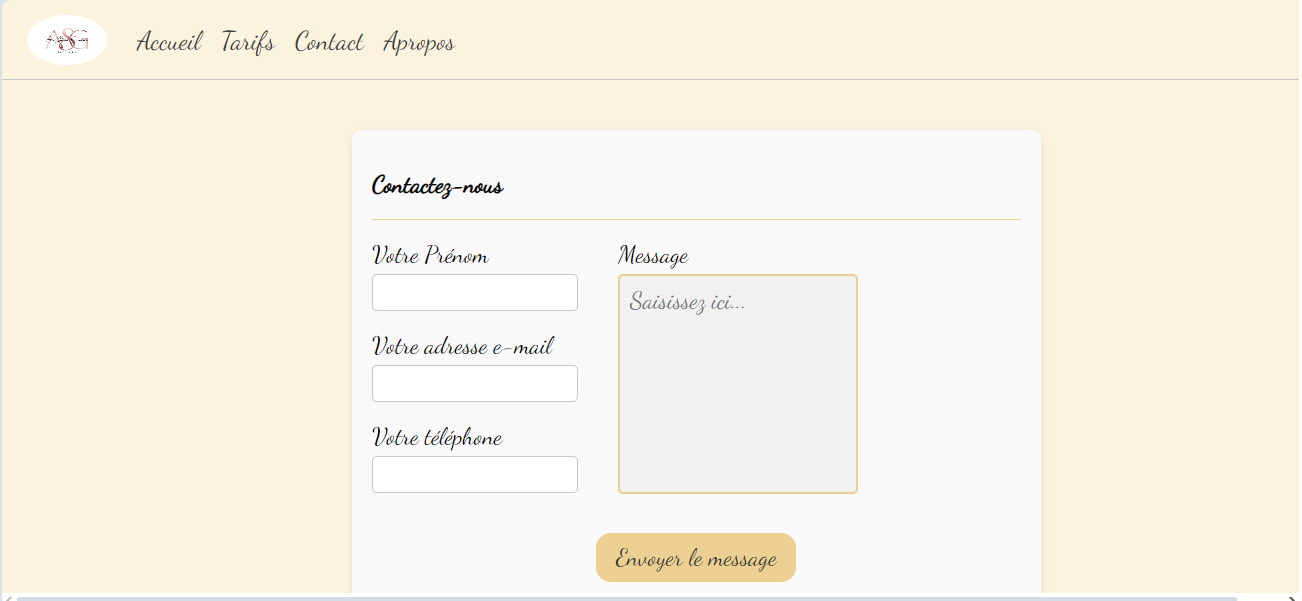 ASG
Accueil Tarifs Contact Apropos
Contactez-nous
Votre Prénom
Message
Saisissez ici...
Votre adresse e-mail
Votre téléphone
Envoyer le message